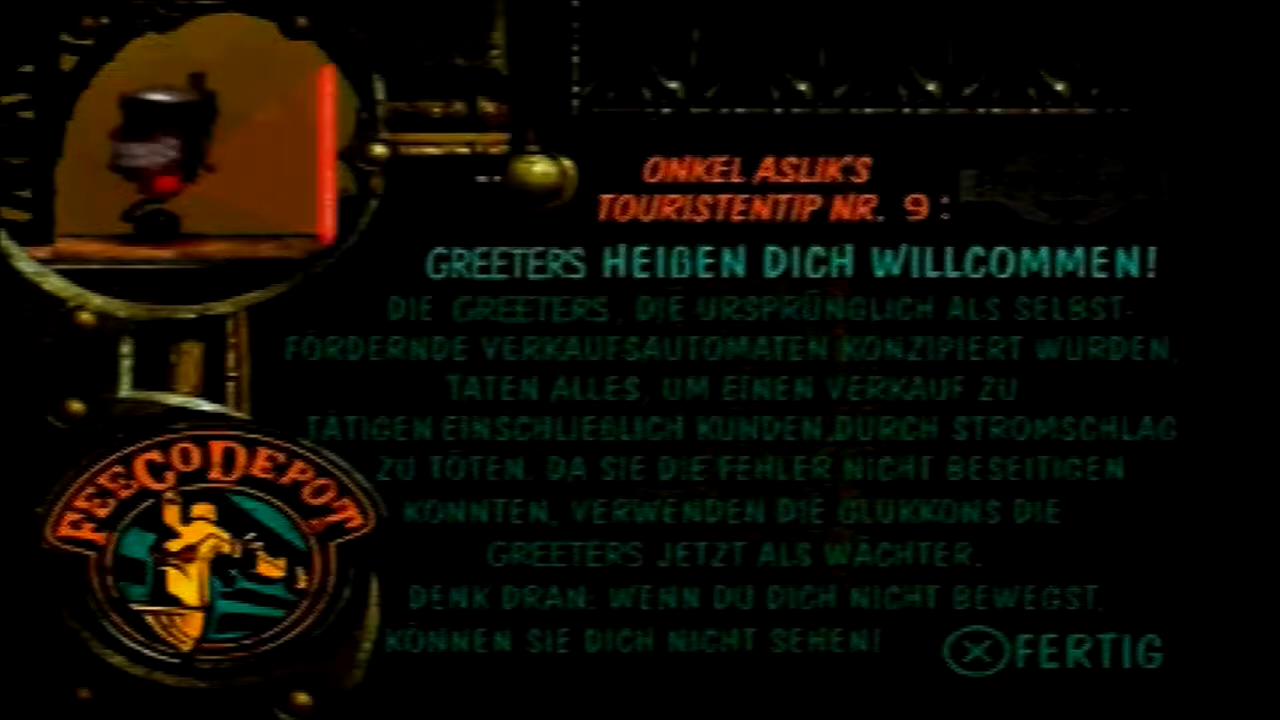 ONKEL ASLIK'S
TOURISTENTIP NR. 9 :
GREETERS HEIßEN DICH WILLCOMMEN!
DIE GREETERS, DIE URSPRÜNGLICH ALS SELBST-
FÖRDERNDE VERKAUFSAUTOMATEN KONZIPIERT WURDEN,
TATEN ALLES, UM EINEN VERKAUF ZU
TÄTIGEN EINSCHLIEßLICH KUNDEN,DURCH STROMSCHLAG
ZU TÖTEN. DA SIE DIE FEHLER NICHT BESEITIGEN
KONNTEN, VERWENDEN DIE GLUKKONS DIE
GREETERS JETZT ALS WÄCHTER.
DENK DRAN: WENN DU DICH NICHT BEWEGST,
KÖNNEN SIE DICH NICHT SEHEN!
FEECO DEPOT
FERTIG